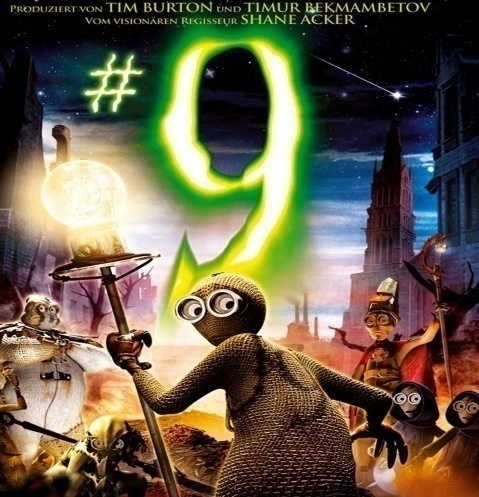 PRODUZIERT VON TIM BURTON UND TIMUR BEKMAMBETOV
VOM VISIONÄREN REGISSEUR SHANE ACKER
#9